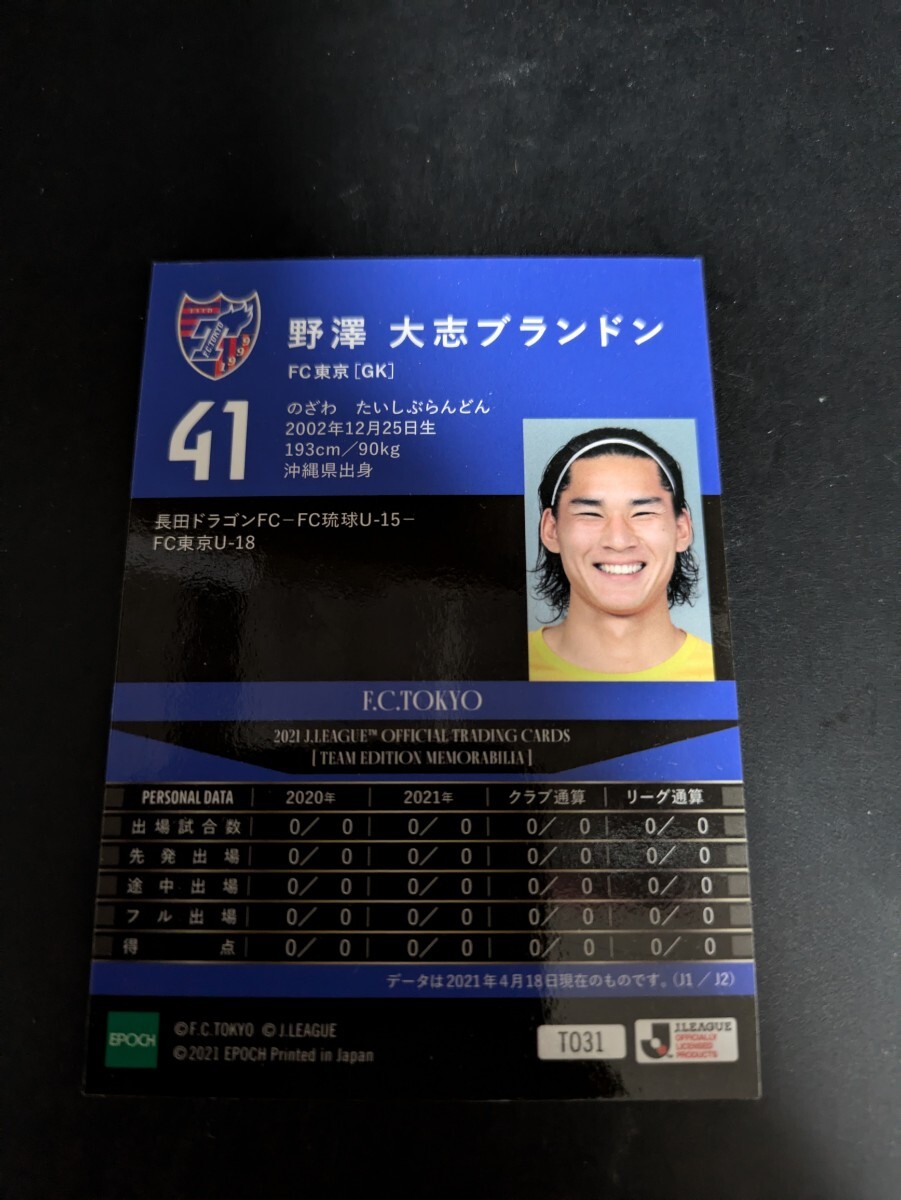 FC TOKYO
1999
野澤 大志ブランドン
FC東京[GK]
41
のざわ たいしぶらんどん
2002年12月25日生
193cm/90kg
沖縄県出身
長田ドラゴンFC－FC琉球U-15－
FC東京U-18
F.C.TOKYO
2021 J.LEAGUE™ OFFICIAL TRADING CARDS
[TEAM EDITION MEMORABILIA]
PERSONAL DATA | 2020年 | 2021年 | クラブ通算 | リーグ通算
出場試合数 | 0/ 0 | 0/ 0 | 0/ 0 | 0/ 0
先発出場 | 0/ 0 | 0/ 0 | 0/ 0 | 0/ 0
途中出場 | 0/ 0 | 0/ 0 | 0/ 0 | 0/ 0
フル出場 | 0/ 0 | 0/ 0 | 0/ 0 | 0/ 0
得点 | 0/ 0 | 0/ 0 | 0/ 0 | 0/ 0
データは2021年4月18日現在のものです。(J1／J2)
EPOCH
©F.C.TOKYO ©J.LEAGUE
©2021 EPOCH Printed in Japan
T031
J.LEAGUE
OFFICIALLY
LICENSED
PRODUCTS